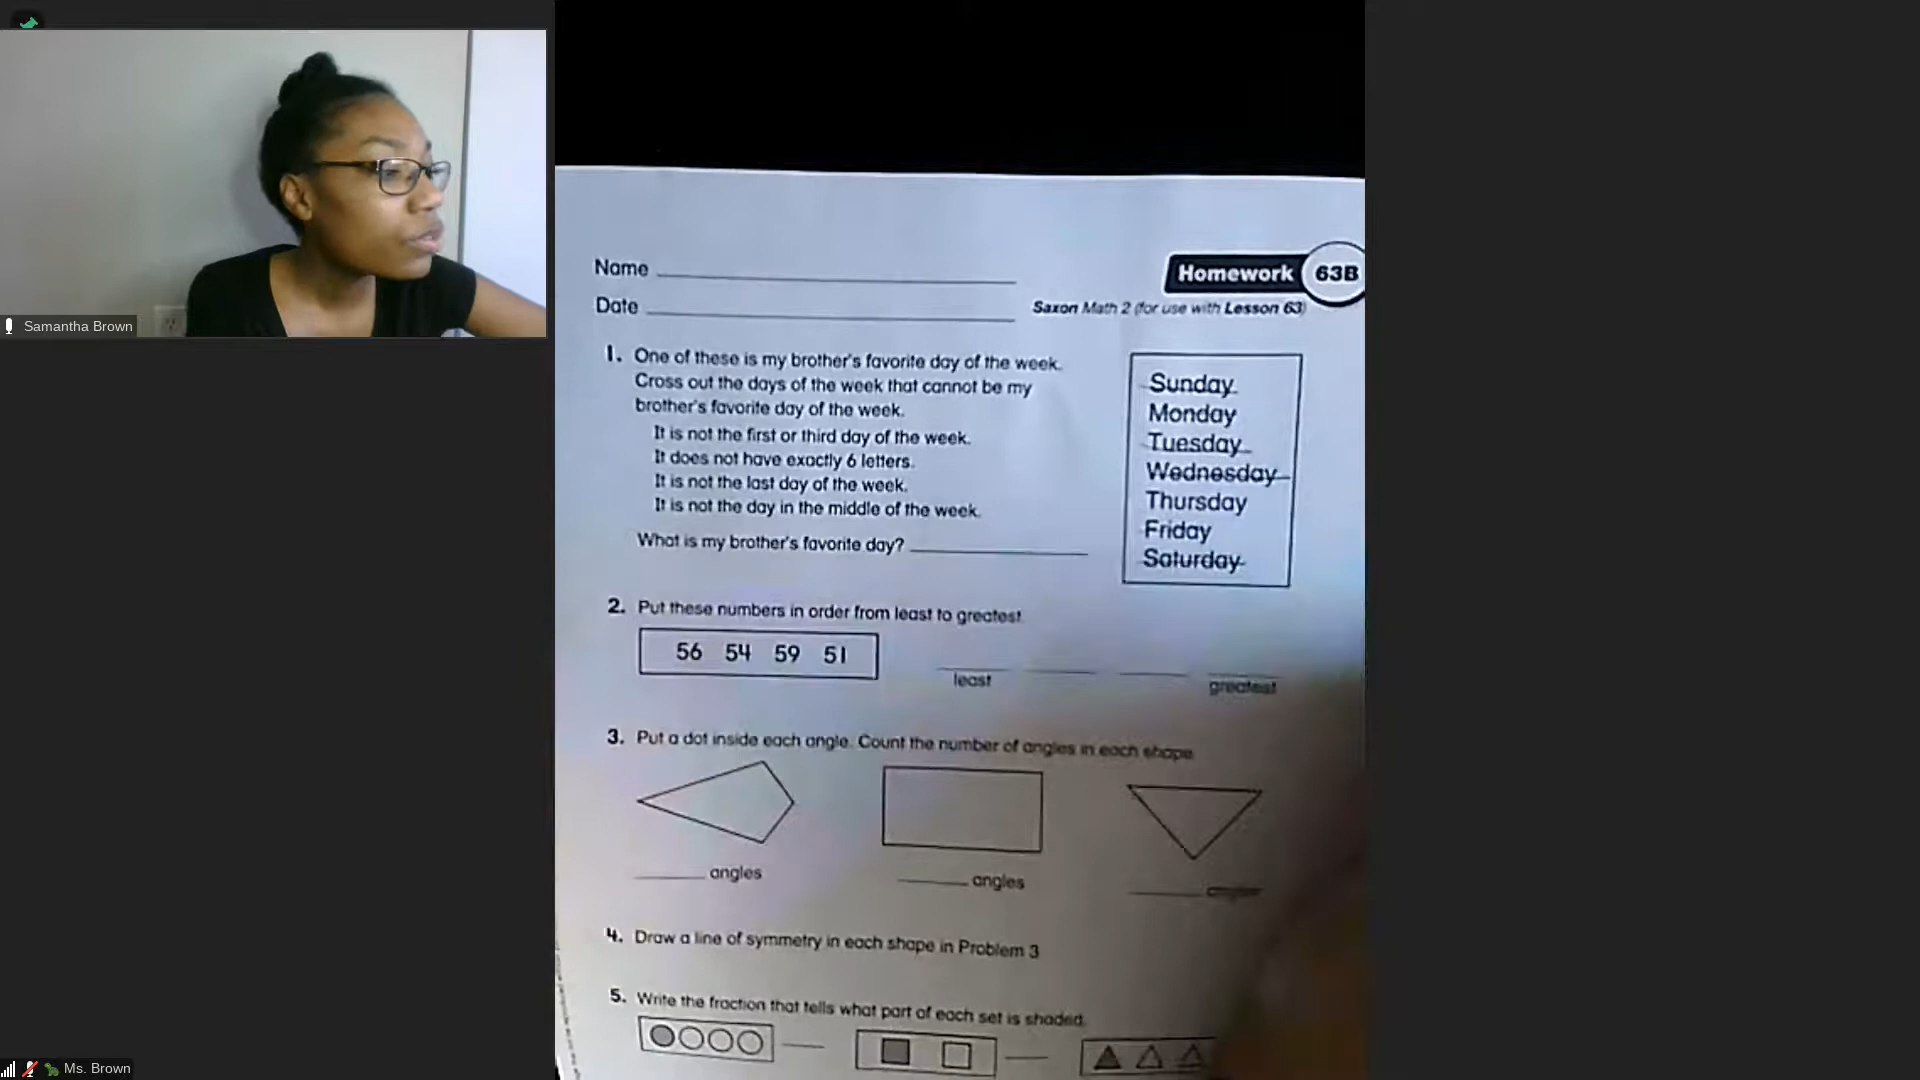 Samantha Brown
Name
Homework 63B
Date
Saxon Math 2 (for use with Lesson 63)
1. One of these is my brother's favorite day of the week.
Cross out the days of the week that cannot be my
brother's favorite day of the week.
It is not the first or third day of the week.
It does not have exactly 6 letters.
It is not the last day of the week.
It is not the day in the middle of the week.
What is my brother's favorite day?
Sunday
Monday
Tuesday
Wednesday
Thursday
Friday
Saturday
2. Put these numbers in order from least to greatest.
56 54 59 51
least
greatest
3. Put a dot inside each angle. Count the number of angles in each shape.
angles
angles
angles
4. Draw a line of symmetry in each shape in Problem 3
5. Write the fraction that tells what part of each set is shaded.
Ms. Brown